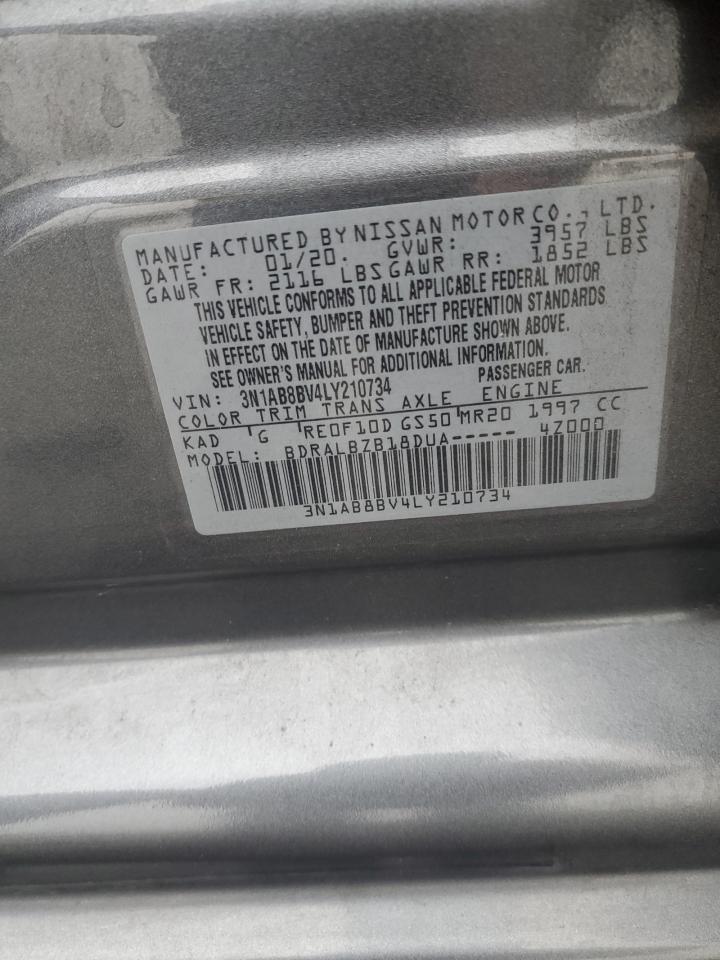 MANUFACTURED BY NISSAN MOTOR CO., LTD.
DATE: 01/20. GVWR: 3957 LBS
GAWR FR: 2116 LBS GAWR RR: 1852 LBS
THIS VEHICLE CONFORMS TO ALL APPLICABLE FEDERAL MOTOR
VEHICLE SAFETY, BUMPER AND THEFT PREVENTION STANDARDS
IN EFFECT ON THE DATE OF MANUFACTURE SHOWN ABOVE.
SEE OWNER'S MANUAL FOR ADDITIONAL INFORMATION.
VIN: 3N1AB8BV4LY210734 PASSENGER CAR.
COLOR TRIM TRANS AXLE ENGINE
KAD G RE0F10D GS50 MR20 1997 CC
MODEL: BDRALBZB18DUA----- 4Z000
3N1AB8BV4LY210734